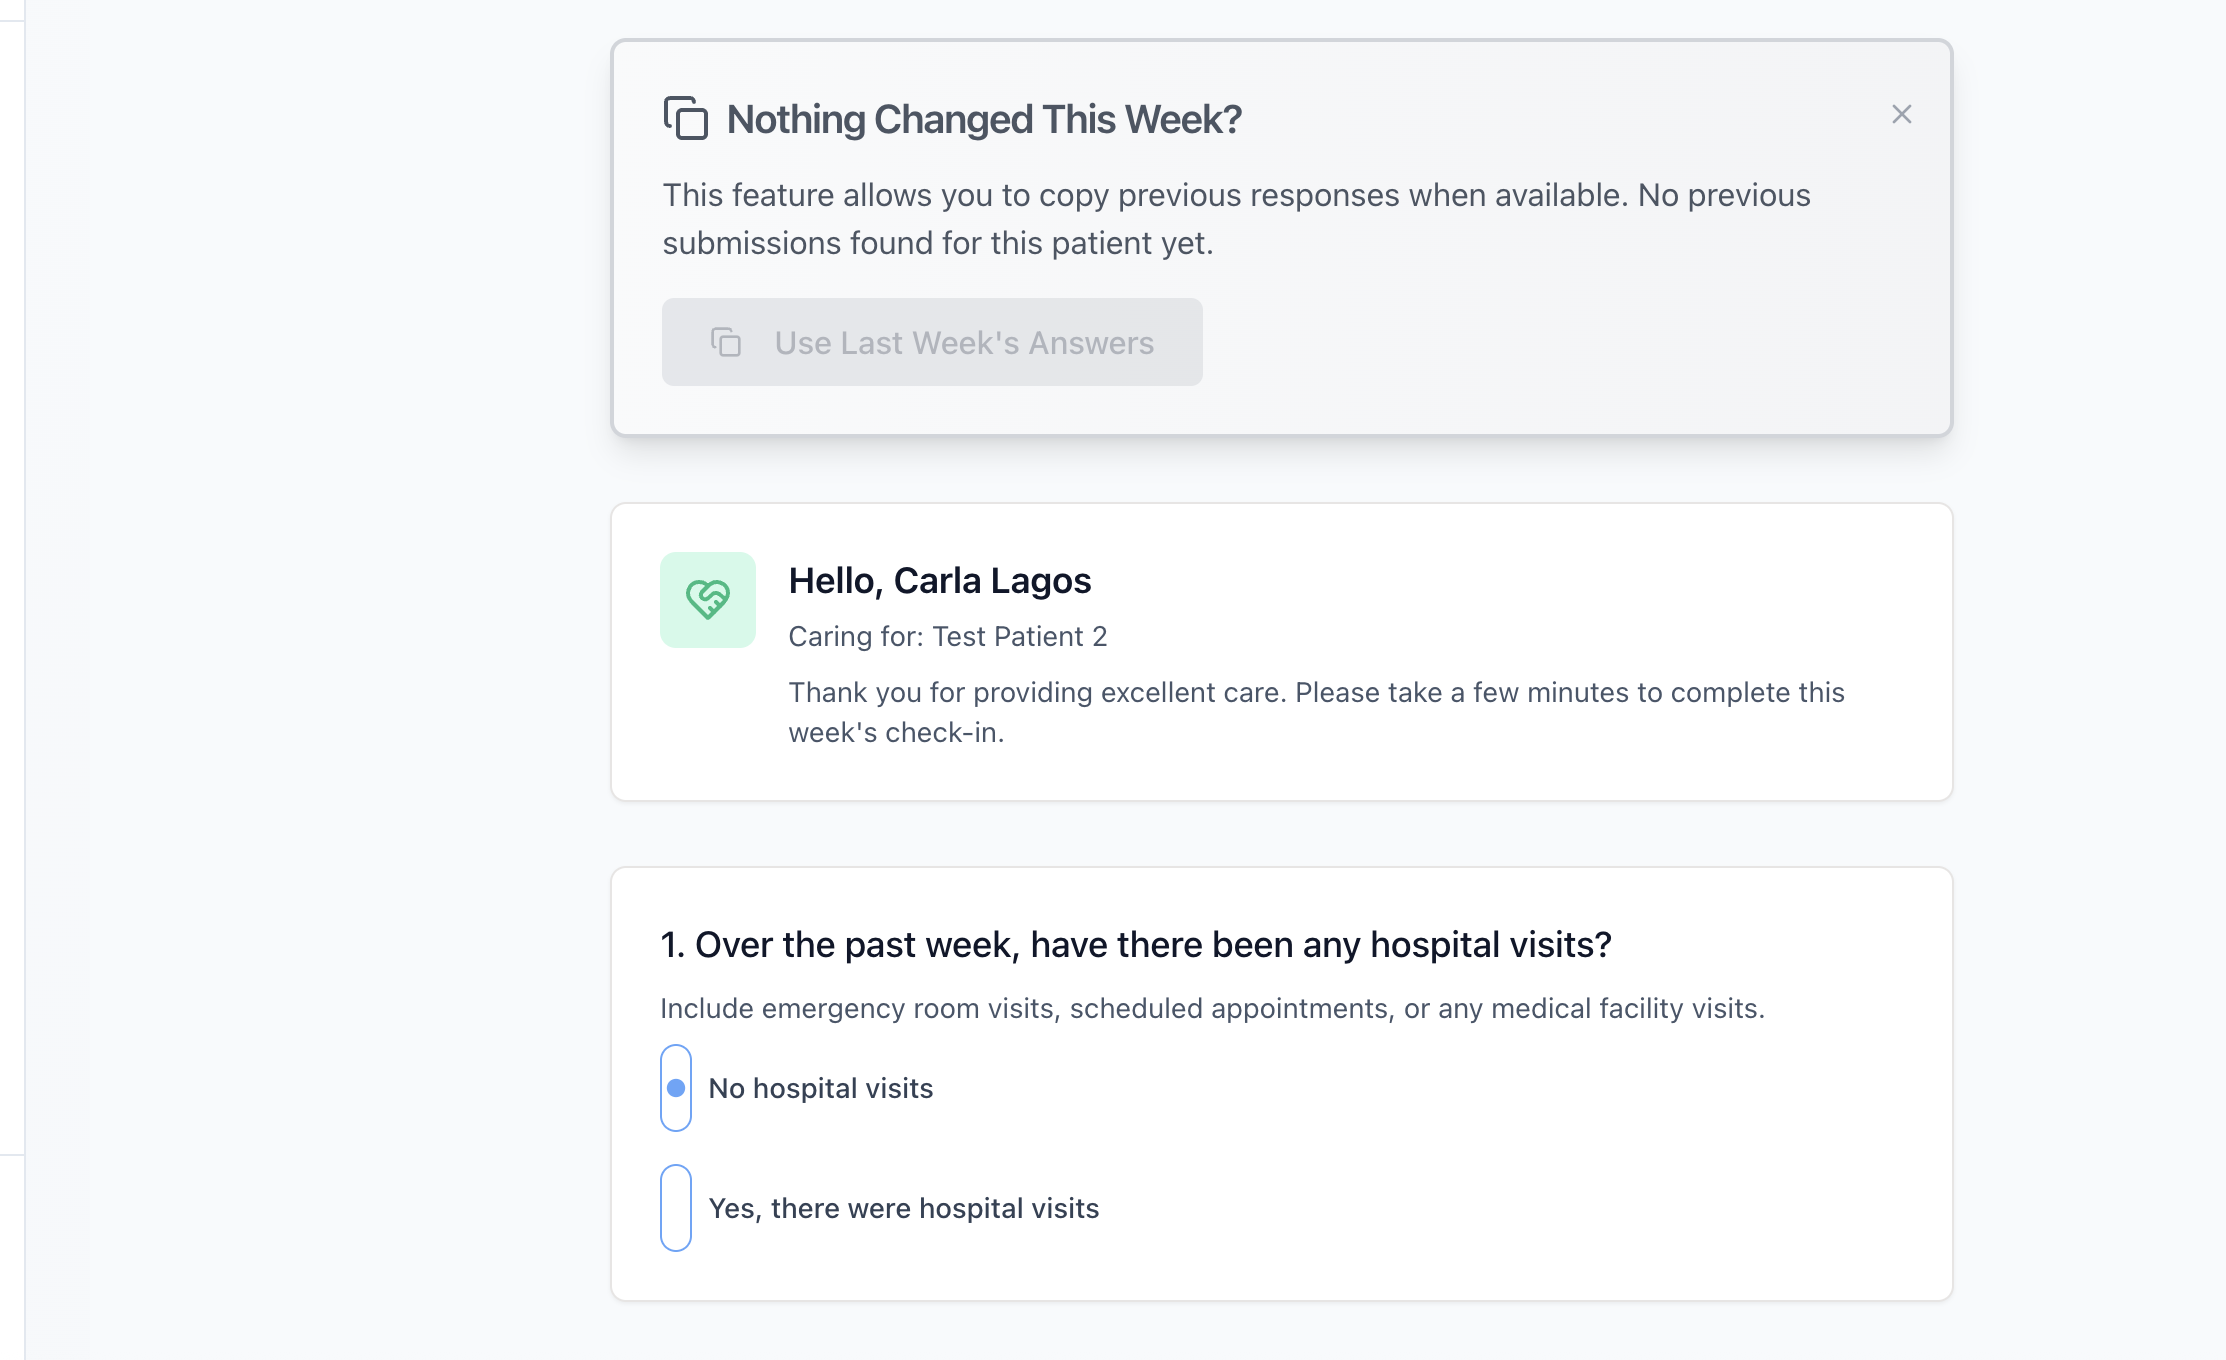 Nothing Changed This Week?
This feature allows you to copy previous responses when available. No previous
submissions found for this patient yet.
Use Last Week's Answers
Hello, Carla Lagos
Caring for: Test Patient 2
Thank you for providing excellent care. Please take a few minutes to complete this
week's check-in.
1. Over the past week, have there been any hospital visits?
Include emergency room visits, scheduled appointments, or any medical facility visits.
No hospital visits
Yes, there were hospital visits